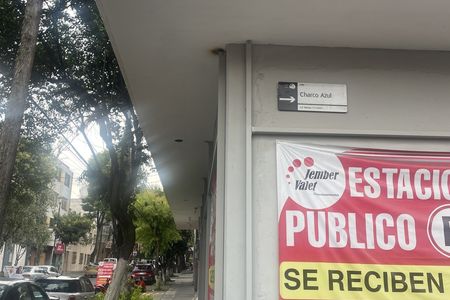 Charco Azul
Jember
Valet
ESTACIO
PUBLICO
SE RECIBEN